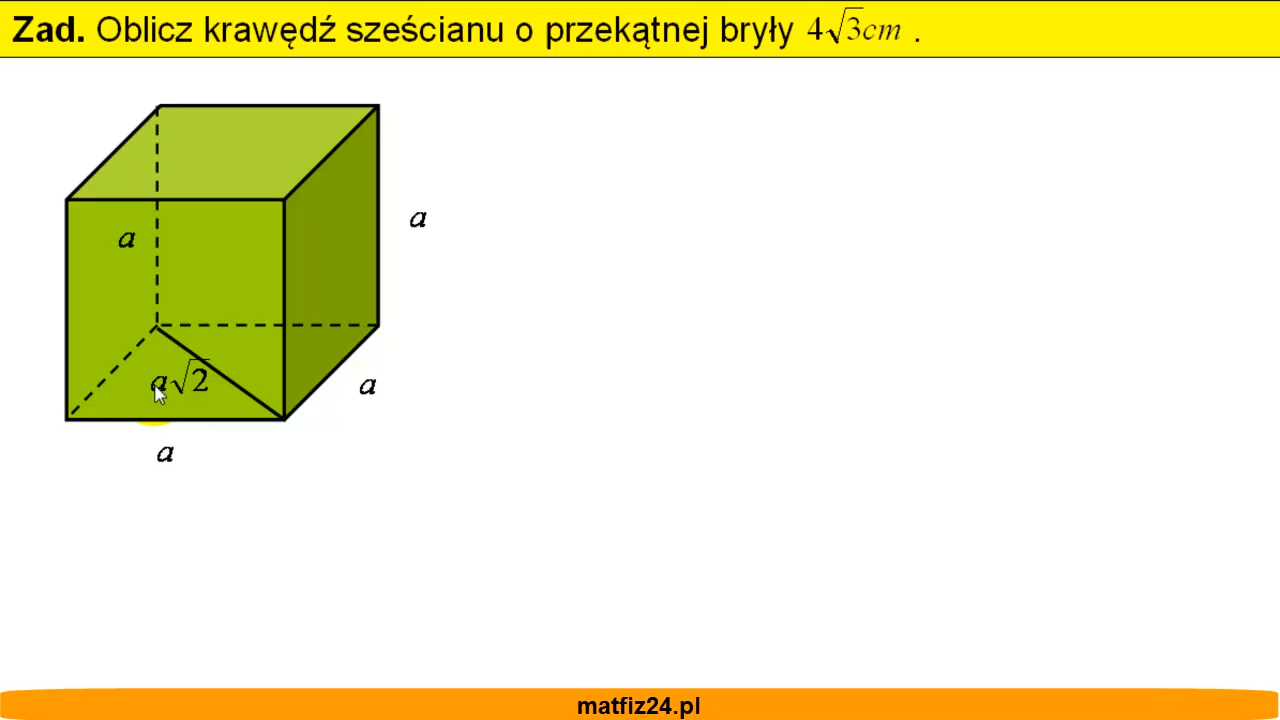 Zad. Oblicz krawędź sześcianu o przekątnej bryły 4√3cm .
a
a
a√2
a
a
matfiz24.pl